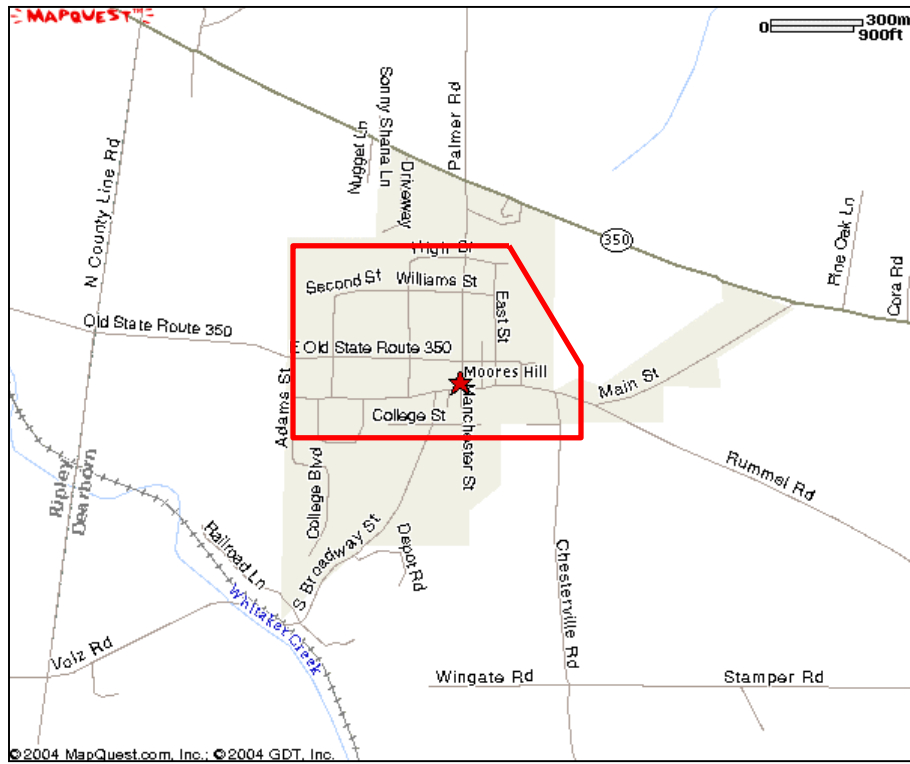 MAPQUEST
TM
0
300m
900ft
Sonny Shana Ln
Nugget Ln
Driveway
Palmer Rd
N County Line Rd
350
Pine Oak Ln
Cora Rd
High St
Second St
Williams St
East St
Old State Route 350
E Old State Route 350
Moores Hill
Main St
Adams St
College St
Manchester St
Rummel Rd
College Blvd
Ripley
Dearborn
S Broadway St
Depot Rd
Railroad Ln
Chesterville Rd
Whitaker Creek
Volz Rd
Wingate Rd
Stamper Rd
©2004 MapQuest.com, Inc.; ©2004 GDT, Inc.